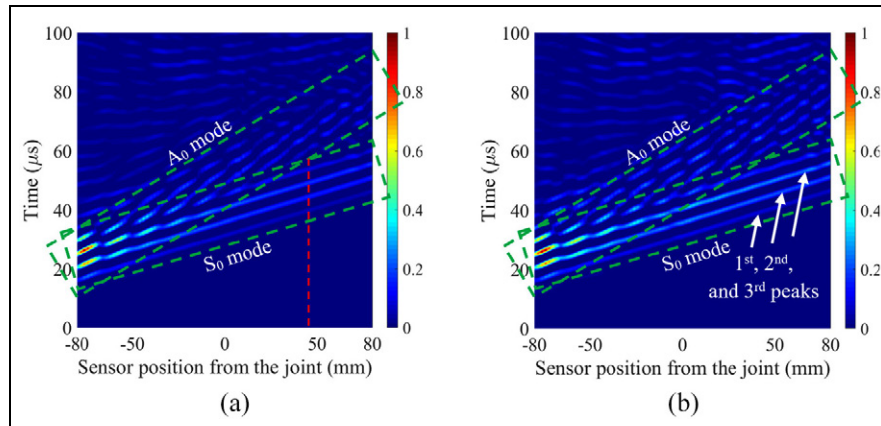 100
80
60
40
20
0
Time (μs)
-80
-50
0
50
80
Sensor position from the joint (mm)
A₀ mode
S₀ mode
1
0.8
0.6
0.4
0.2
0
(a)
100
80
60
40
20
0
Time (μs)
-80
-50
0
50
80
Sensor position from the joint (mm)
A₀ mode
S₀ mode
1ˢᵗ, 2ⁿᵈ,
and 3ʳᵈ peaks
1
0.8
0.6
0.4
0.2
0
(b)